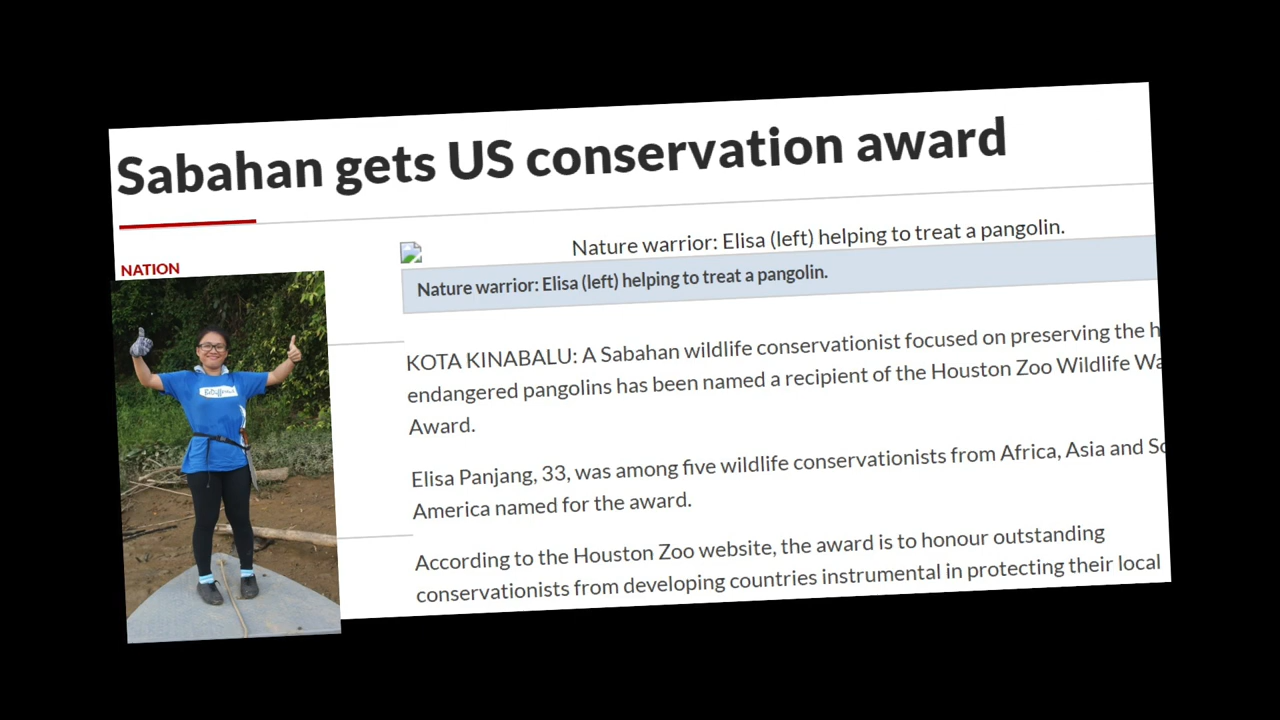 Sabahan gets US conservation award
NATION
Nature warrior: Elisa (left) helping to treat a pangolin.
Nature warrior: Elisa (left) helping to treat a pangolin.
KOTA KINABALU: A Sabahan wildlife conservationist focused on preserving the h
endangered pangolins has been named a recipient of the Houston Zoo Wildlife Wa
Award.
Elisa Panjang, 33, was among five wildlife conservationists from Africa, Asia and So
America named for the award.
According to the Houston Zoo website, the award is to honour outstanding
conservationists from developing countries instrumental in protecting their local